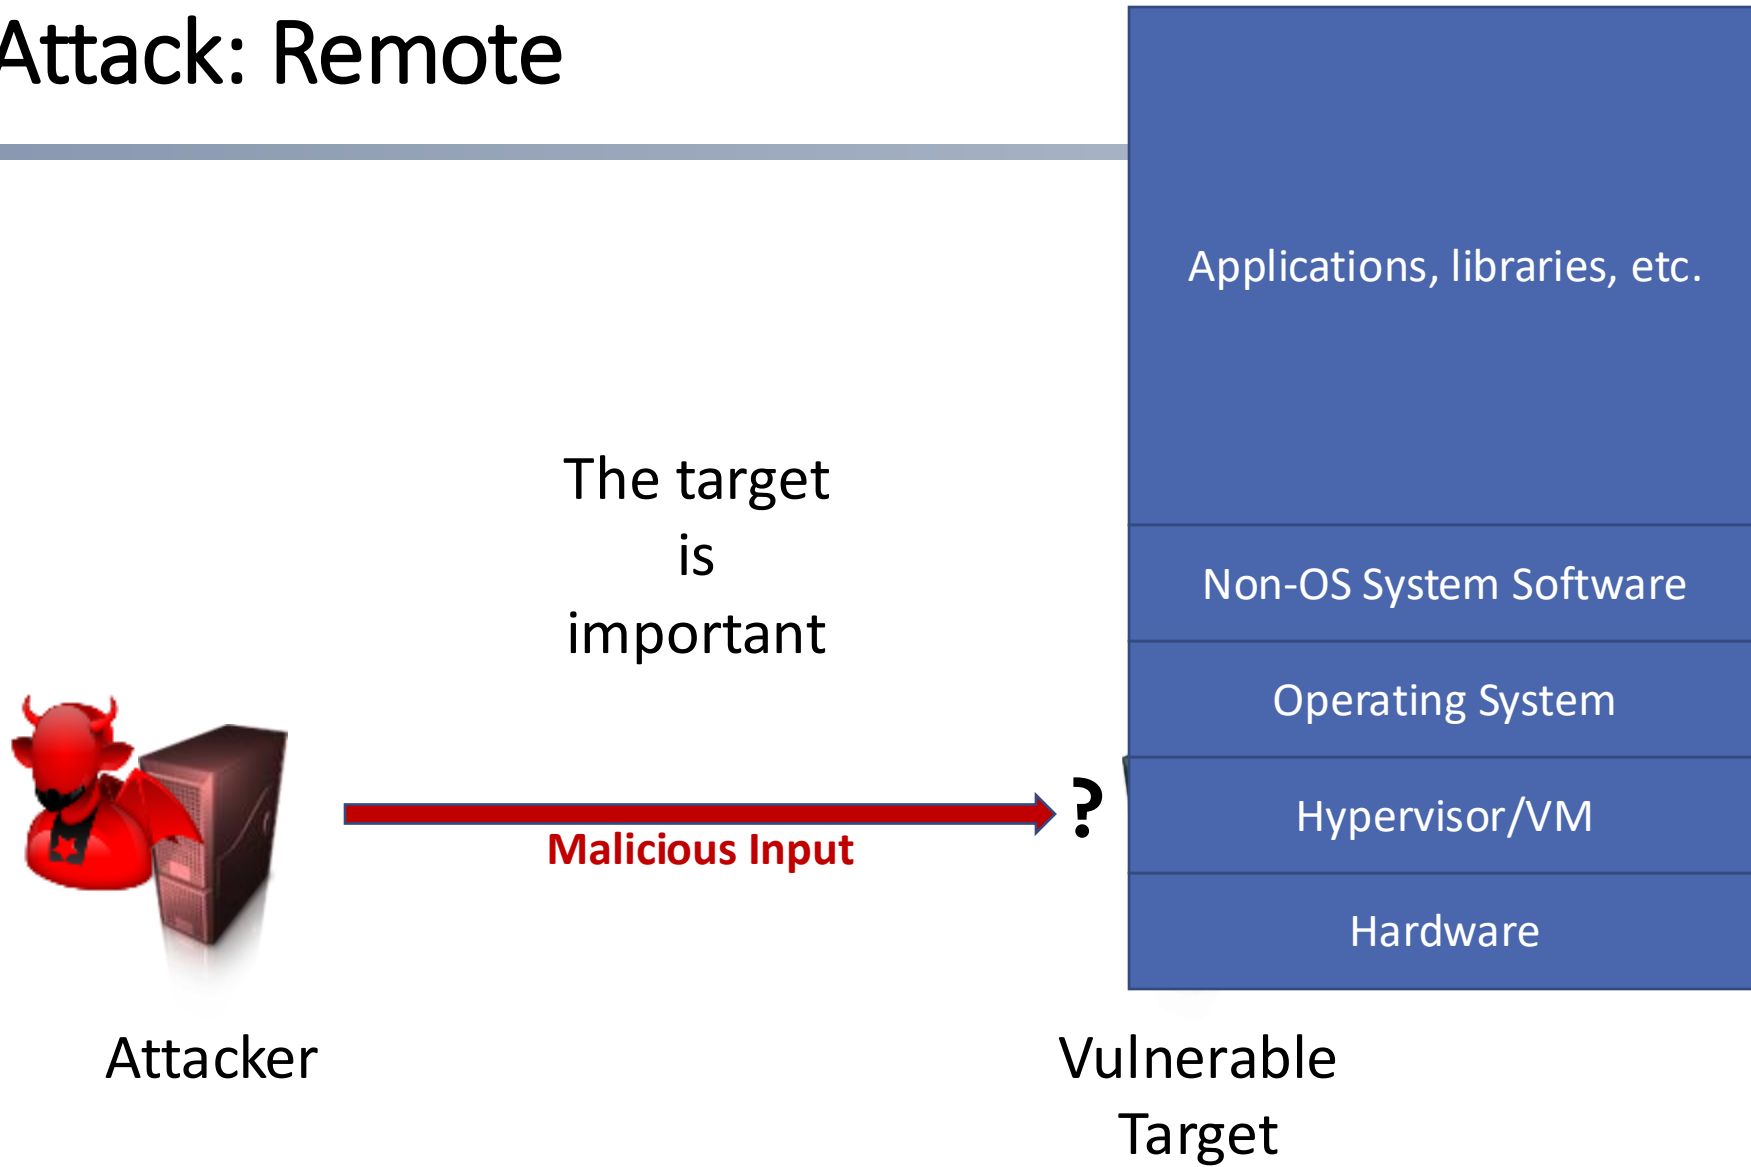 Attack: Remote
Applications, libraries, etc.
The target
is
important
Non-OS System Software
Operating System
?
Hypervisor/VM
Malicious Input
Hardware
Attacker
Vulnerable
Target